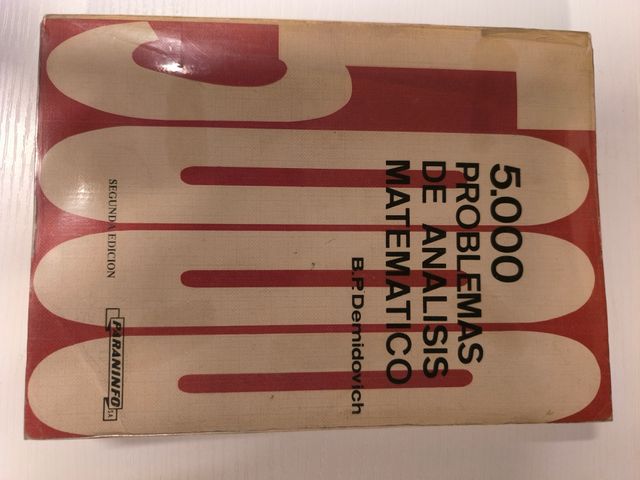 5.000
PROBLEMAS
DE ANALISIS
MATEMATICO
B.P. Demidovich
SEGUNDA EDICION
PARANINFO S.A.